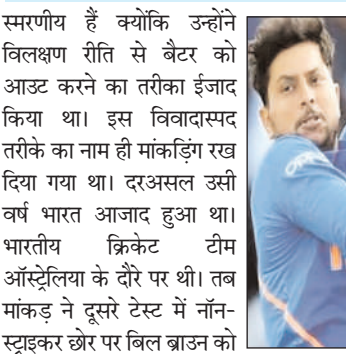 स्मरणीय हैं क्योंकि उन्होंने
विलक्षण रीति से बैटर को
आउट करने का तरीका ईजाद
किया था। इस विवादास्पद
तरीके का नाम ही मांकड़िंग रख
दिया गया था। दरअसल उसी
वर्ष भारत आजाद हुआ था।
भारतीय क्रिकेट टीम
ऑस्ट्रेलिया के दौरे पर थी। तब
मांकड़ ने दूसरे टेस्ट में नॉन-
स्ट्राइकर छोर पर बिल ब्राउन को